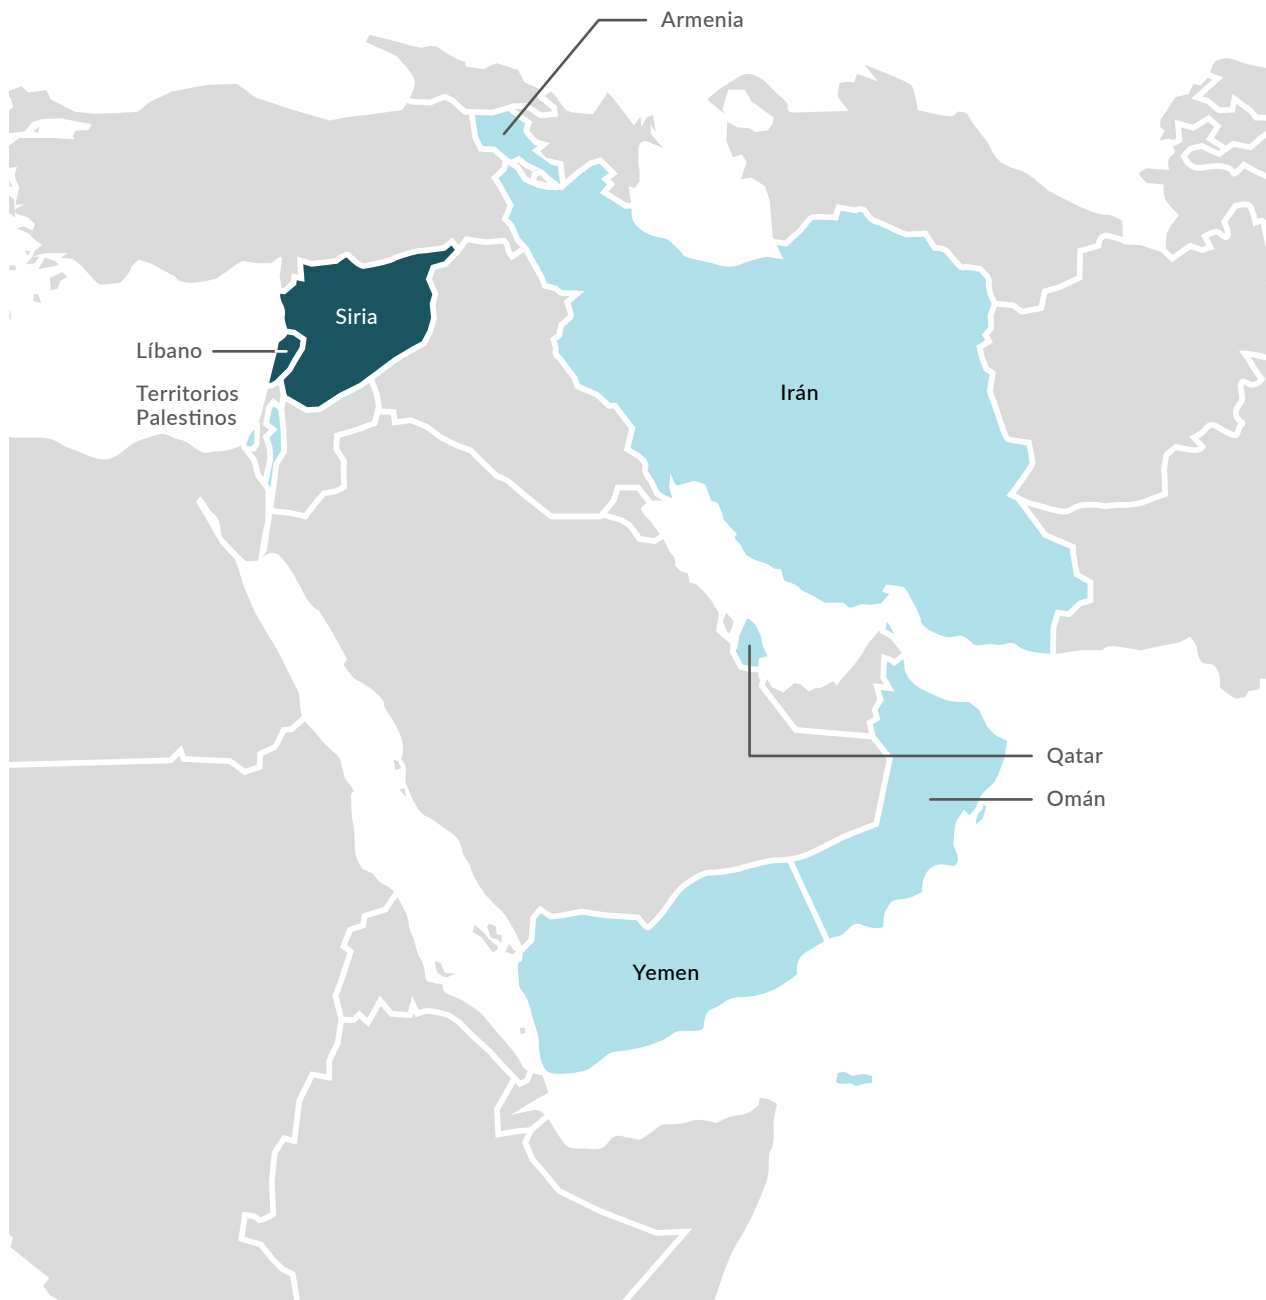 Armenia
Siria
Líbano
Territorios
Palestinos
Irán
Qatar
Omán
Yemen